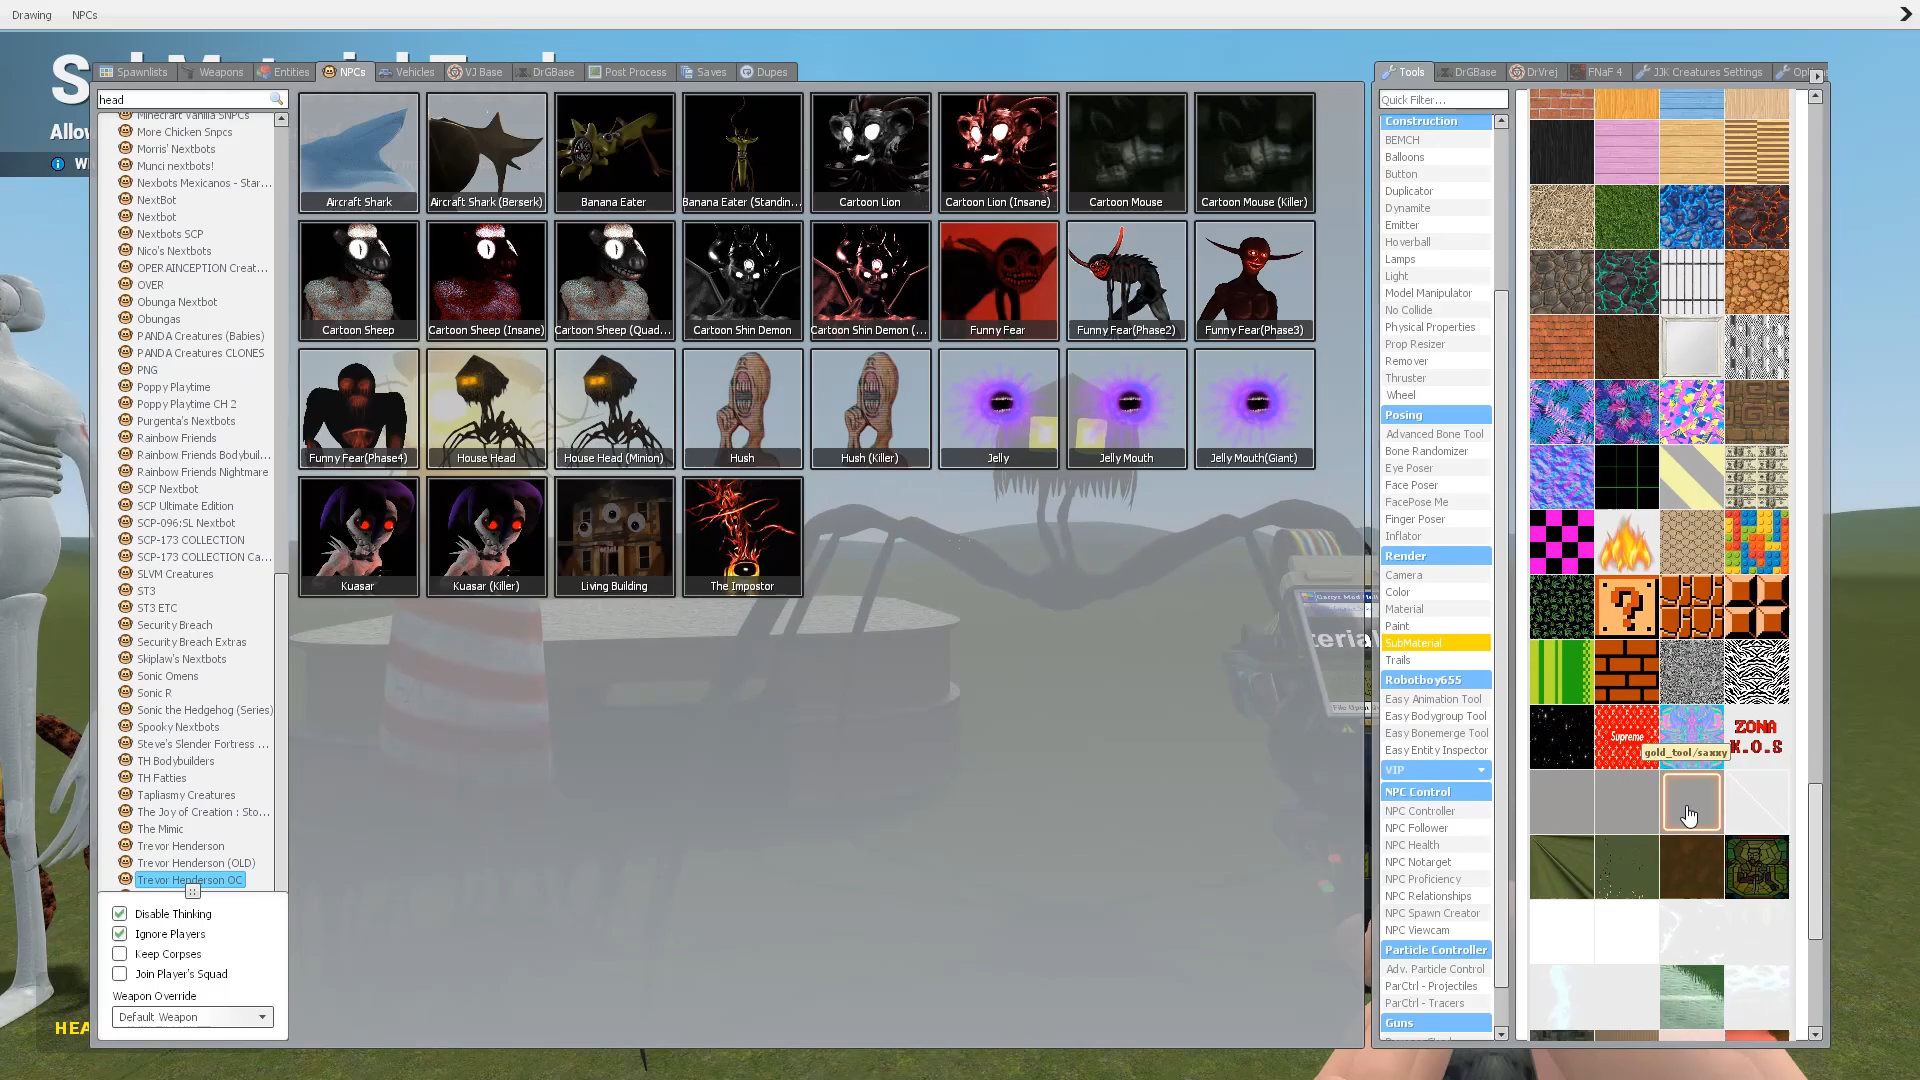 Drawing NPCs
Spawnlists Weapons Entities NPCs Vehicles VJ Base DrGBase Post Process Saves Dupes
Tools DrGBase DrVrej FNaF 4 JJK Creatures Settings
head
Minecraft Vanilla SNPCs
More Chicken Snpcs
Morris' Nextbots
Munci nextbots!
Nexbots Mexicanos - Star...
NextBot
Nextbot
Nextbots SCP
Nico's Nextbots
OPERAINCEPTION Creat...
OVER
Obunga Nextbot
Obungas
PANDA Creatures (Babies)
PANDA Creatures CLONES
PNG
Poppy Playtime
Poppy Playtime CH 2
Purgenta's Nextbots
Rainbow Friends
Rainbow Friends Bodybuil...
Rainbow Friends Nightmare
SCP Nextbot
SCP Ultimate Edition
SCP-096:SL Nextbot
SCP-173 COLLECTION
SCP-173 COLLECTION Ca...
SLVM Creatures
ST3
ST3 ETC
Security Breach
Security Breach Extras
Skiplaw's Nextbots
Sonic Omens
Sonic R
Sonic the Hedgehog (Series)
Spooky Nextbots
Steve's Slender Fortress ...
TH Bodybuilders
TH Fatties
Tapliasmy Creatures
The Joy of Creation : Sto...
The Mimic
Trevor Henderson
Trevor Henderson (OLD)
Trevor Henderson OC
Disable Thinking
Ignore Players
Keep Corpses
Join Player's Squad
Weapon Override
Default Weapon
Aircraft Shark
Aircraft Shark (Berserk)
Banana Eater
Banana Eater (Standin...
Cartoon Lion
Cartoon Lion (Insane)
Cartoon Mouse
Cartoon Mouse (Killer)
Cartoon Sheep
Cartoon Sheep (Insane)
Cartoon Sheep (Quad...
Cartoon Shin Demon
Cartoon Shin Demon (...
Funny Fear
Funny Fear(Phase2)
Funny Fear(Phase3)
Funny Fear(Phase4)
House Head
House Head (Minion)
Hush
Hush (Killer)
Jelly
Jelly Mouth
Jelly Mouth(Giant)
Kuasar
Kuasar (Killer)
Living Building
The Impostor
Quick Filter...
Construction
BEMCH
Balloons
Button
Duplicator
Dynamite
Emitter
Hoverball
Lamps
Light
Model Manipulator
No Collide
Physical Properties
Prop Resizer
Remover
Thruster
Wheel
Posing
Advanced Bone Tool
Bone Randomizer
Eye Poser
Face Poser
FacePose Me
Finger Poser
Inflator
Render
Camera
Color
Material
Paint
SubMaterial
Trails
Robotboy655
Easy Animation Tool
Easy Bodygroup Tool
Easy Bonemerge Tool
Easy Entity Inspector
VIP
NPC Control
NPC Controller
NPC Follower
NPC Health
NPC Notarget
NPC Proficiency
NPC Relationships
NPC Spawn Creator
NPC Viewcam
Particle Controller
Adv. Particle Control
ParCtrl - Projectiles
ParCtrl - Tracers
Guns
Supreme
gold_tool/saxxy
ZONA
K.O.S